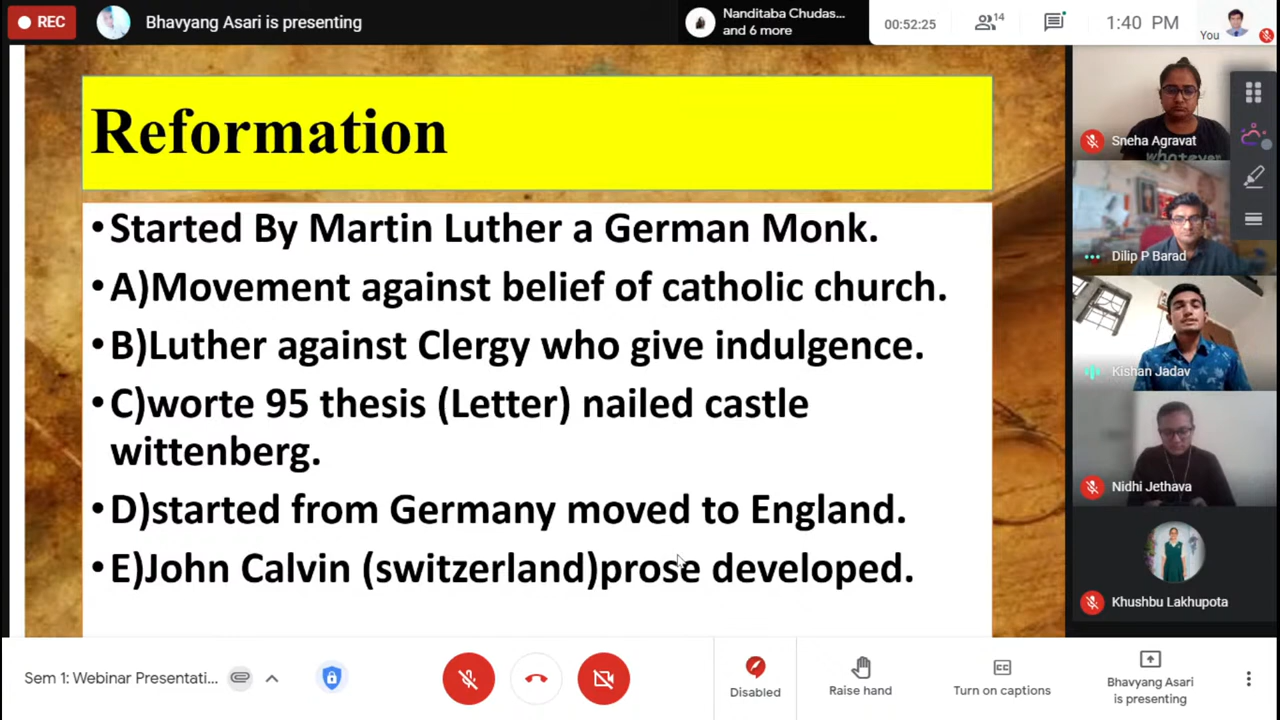 REC
Bhavyang Asari is presenting
Nanditaba Chudas...
and 6 more
00:52:25
14
1:40 PM
You
Reformation
•Started By Martin Luther a German Monk.
•A)Movement against belief of catholic church.
•B)Luther against Clergy who give indulgence.
•C)worte 95 thesis (Letter) nailed castle
wittenberg.
•D)started from Germany moved to England.
•E)John Calvin (switzerland)prose developed.
Sneha Agravat
whatever
Dilip P Barad
Kishan Jadav
Nidhi Jethava
Khushbu Lakhupota
Sem 1: Webinar Presentati...
Disabled
Raise hand
CC
Turn on captions
Bhavyang Asari
is presenting